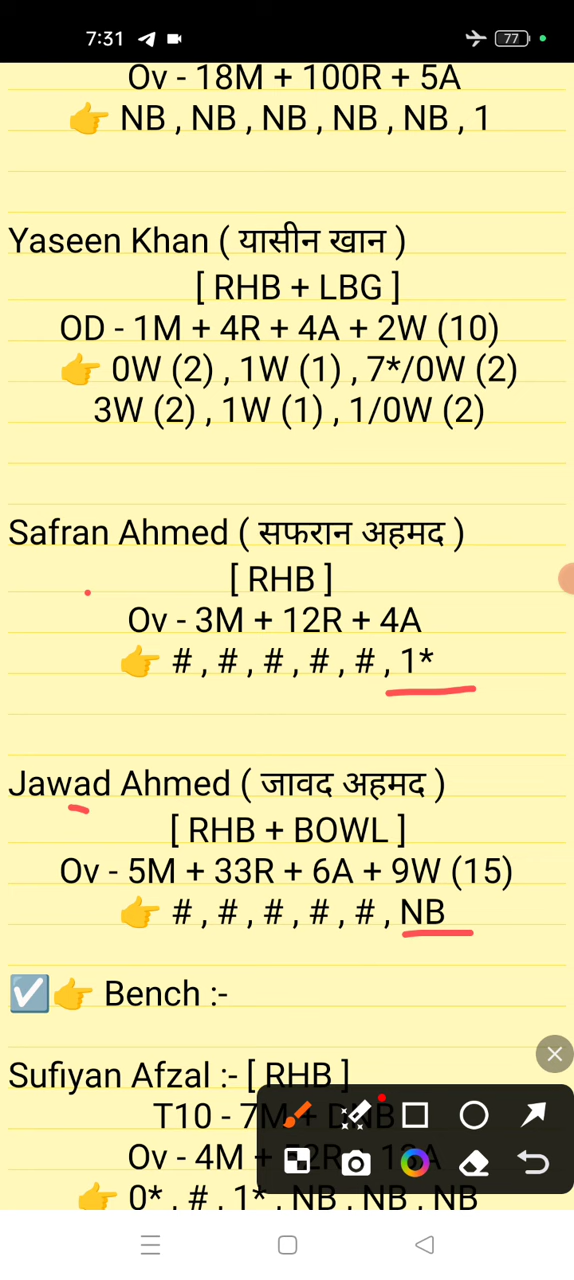 7:31
77
Ov - 18M + 100R + 5A
👉 NB , NB , NB , NB , NB , 1
Yaseen Khan ( यासीन खान )
[ RHB + LBG ]
OD - 1M + 4R + 4A + 2W (10)
👉 0W (2) , 1W (1) , 7*/0W (2)
3W (2) , 1W (1) , 1/0W (2)
Safran Ahmed ( सफरान अहमद )
[ RHB ]
Ov - 3M + 12R + 4A
👉 # , # , # , # , # , 1*
Jawad Ahmed ( जावद अहमद )
[ RHB + BOWL ]
Ov - 5M + 33R + 6A + 9W (15)
👉 # , # , # , # , # , NB
☑️👉 Bench :-
Sufiyan Afzal :- [ RHB ]
T10 - 7M + DNB
Ov - 4M +
👉 0* , # , 1* , NB , NB , NB